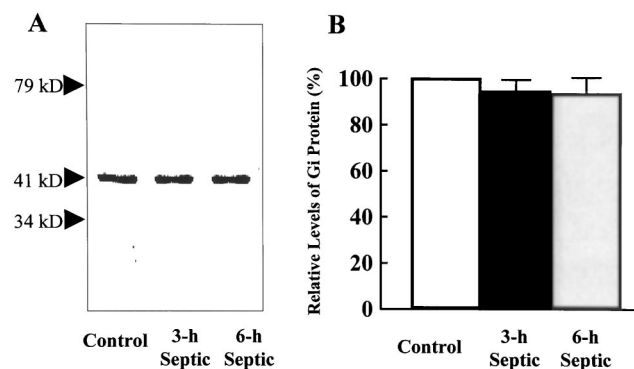 A
79 kD
41 kD
34 kD
Control
3-h
Septic
6-h
Septic
B
Relative Levels of Gi Protein (%)
100
80
60
40
20
0
Control
3-h
Septic
6-h
Septic